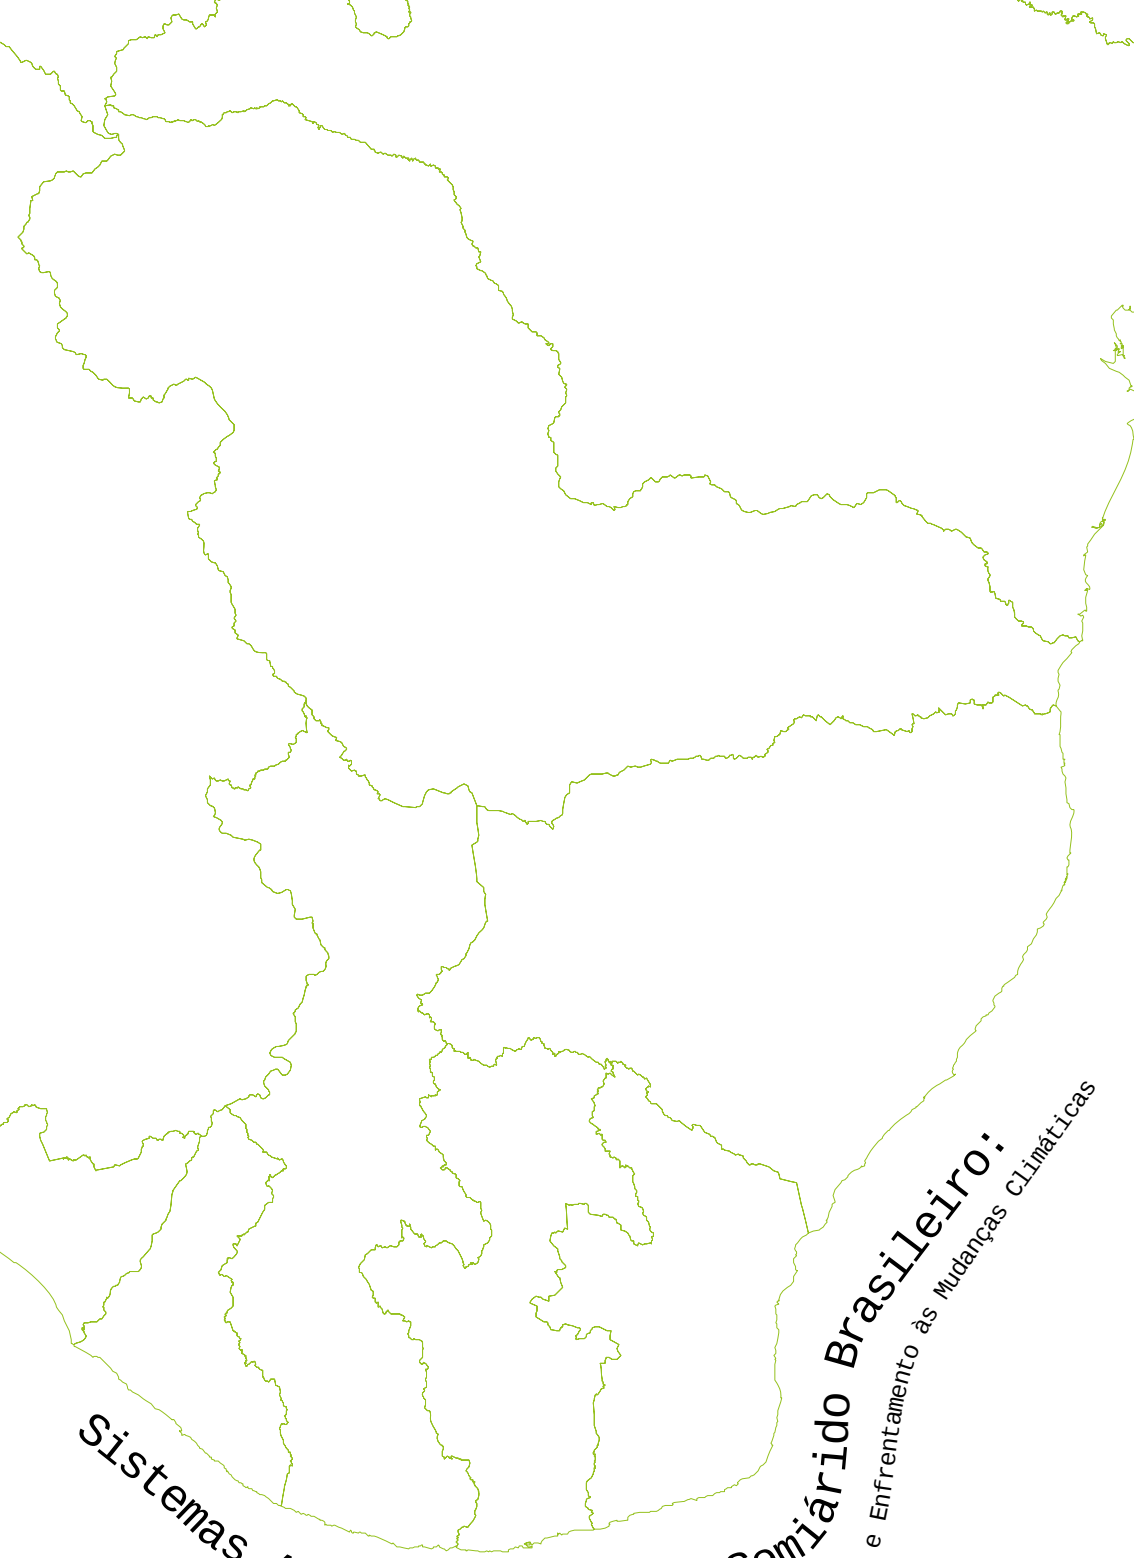 Sistemas
Semiárido Brasileiro:
e Enfrentamento às Mudanças Climáticas